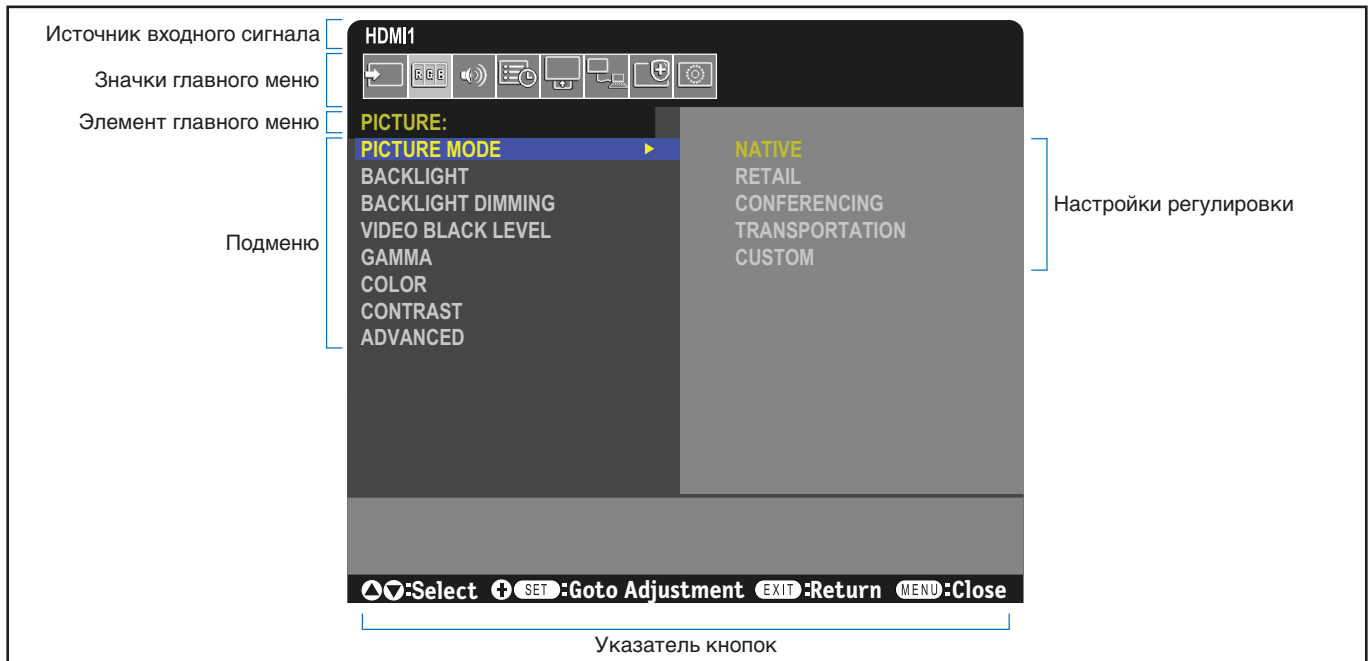 Источник входного сигнала
HDMI1
Значки главного меню
RGB
Элемент главного меню
PICTURE:
Подменю
PICTURE MODE
BACKLIGHT
BACKLIGHT DIMMING
VIDEO BLACK LEVEL
GAMMA
COLOR
CONTRAST
ADVANCED
NATIVE
RETAIL
CONFERENCING
TRANSPORTATION
CUSTOM
Настройки регулировки
:Select SET:Goto Adjustment EXIT:Return MENU:Close
Указатель кнопок